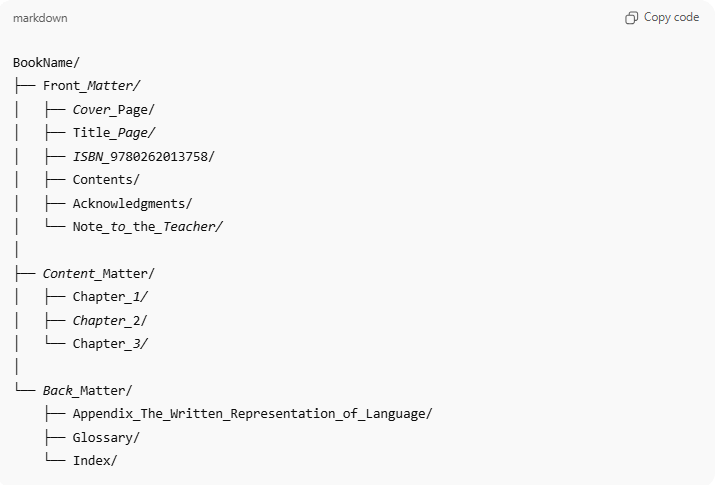 markdown
Copy code
BookName/
├── Front_Matter/
│   ├── Cover_Page/
│   ├── Title_Page/
│   ├── ISBN_9780262013758/
│   ├── Contents/
│   ├── Acknowledgments/
│   └── Note_to_the_Teacher/
│
├── Content_Matter/
│   ├── Chapter_1/
│   ├── Chapter_2/
│   └── Chapter_3/
│
└── Back_Matter/
    ├── Appendix_The_Written_Representation_of_Language/
    ├── Glossary/
    └── Index/